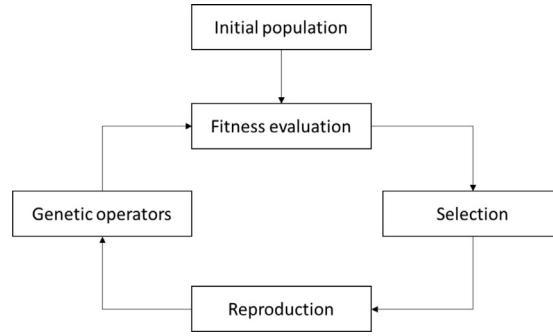 Initial population
Fitness evaluation
Genetic operators
Selection
Reproduction